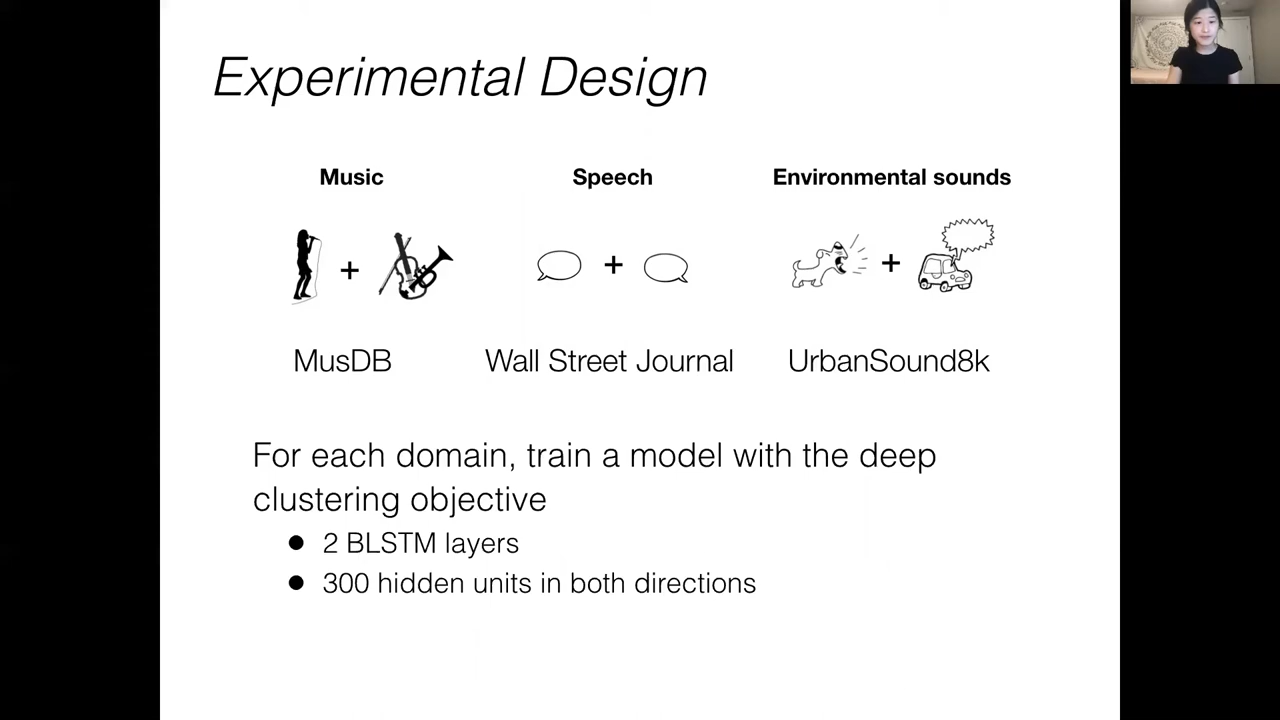 Experimental Design
Music
Speech
Environmental sounds
+
+
+
MusDB
Wall Street Journal
UrbanSound8k
For each domain, train a model with the deep
clustering objective
● 2 BLSTM layers
● 300 hidden units in both directions